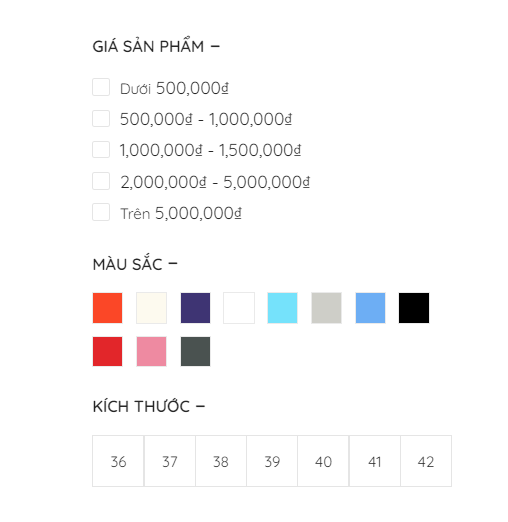 GIÁ SẢN PHẨM –
Dưới 500,000₫
500,000₫ - 1,000,000₫
1,000,000₫ - 1,500,000₫
2,000,000₫ - 5,000,000₫
Trên 5,000,000₫
MÀU SẮC –
KÍCH THƯỚC –
36 37 38 39 40 41 42